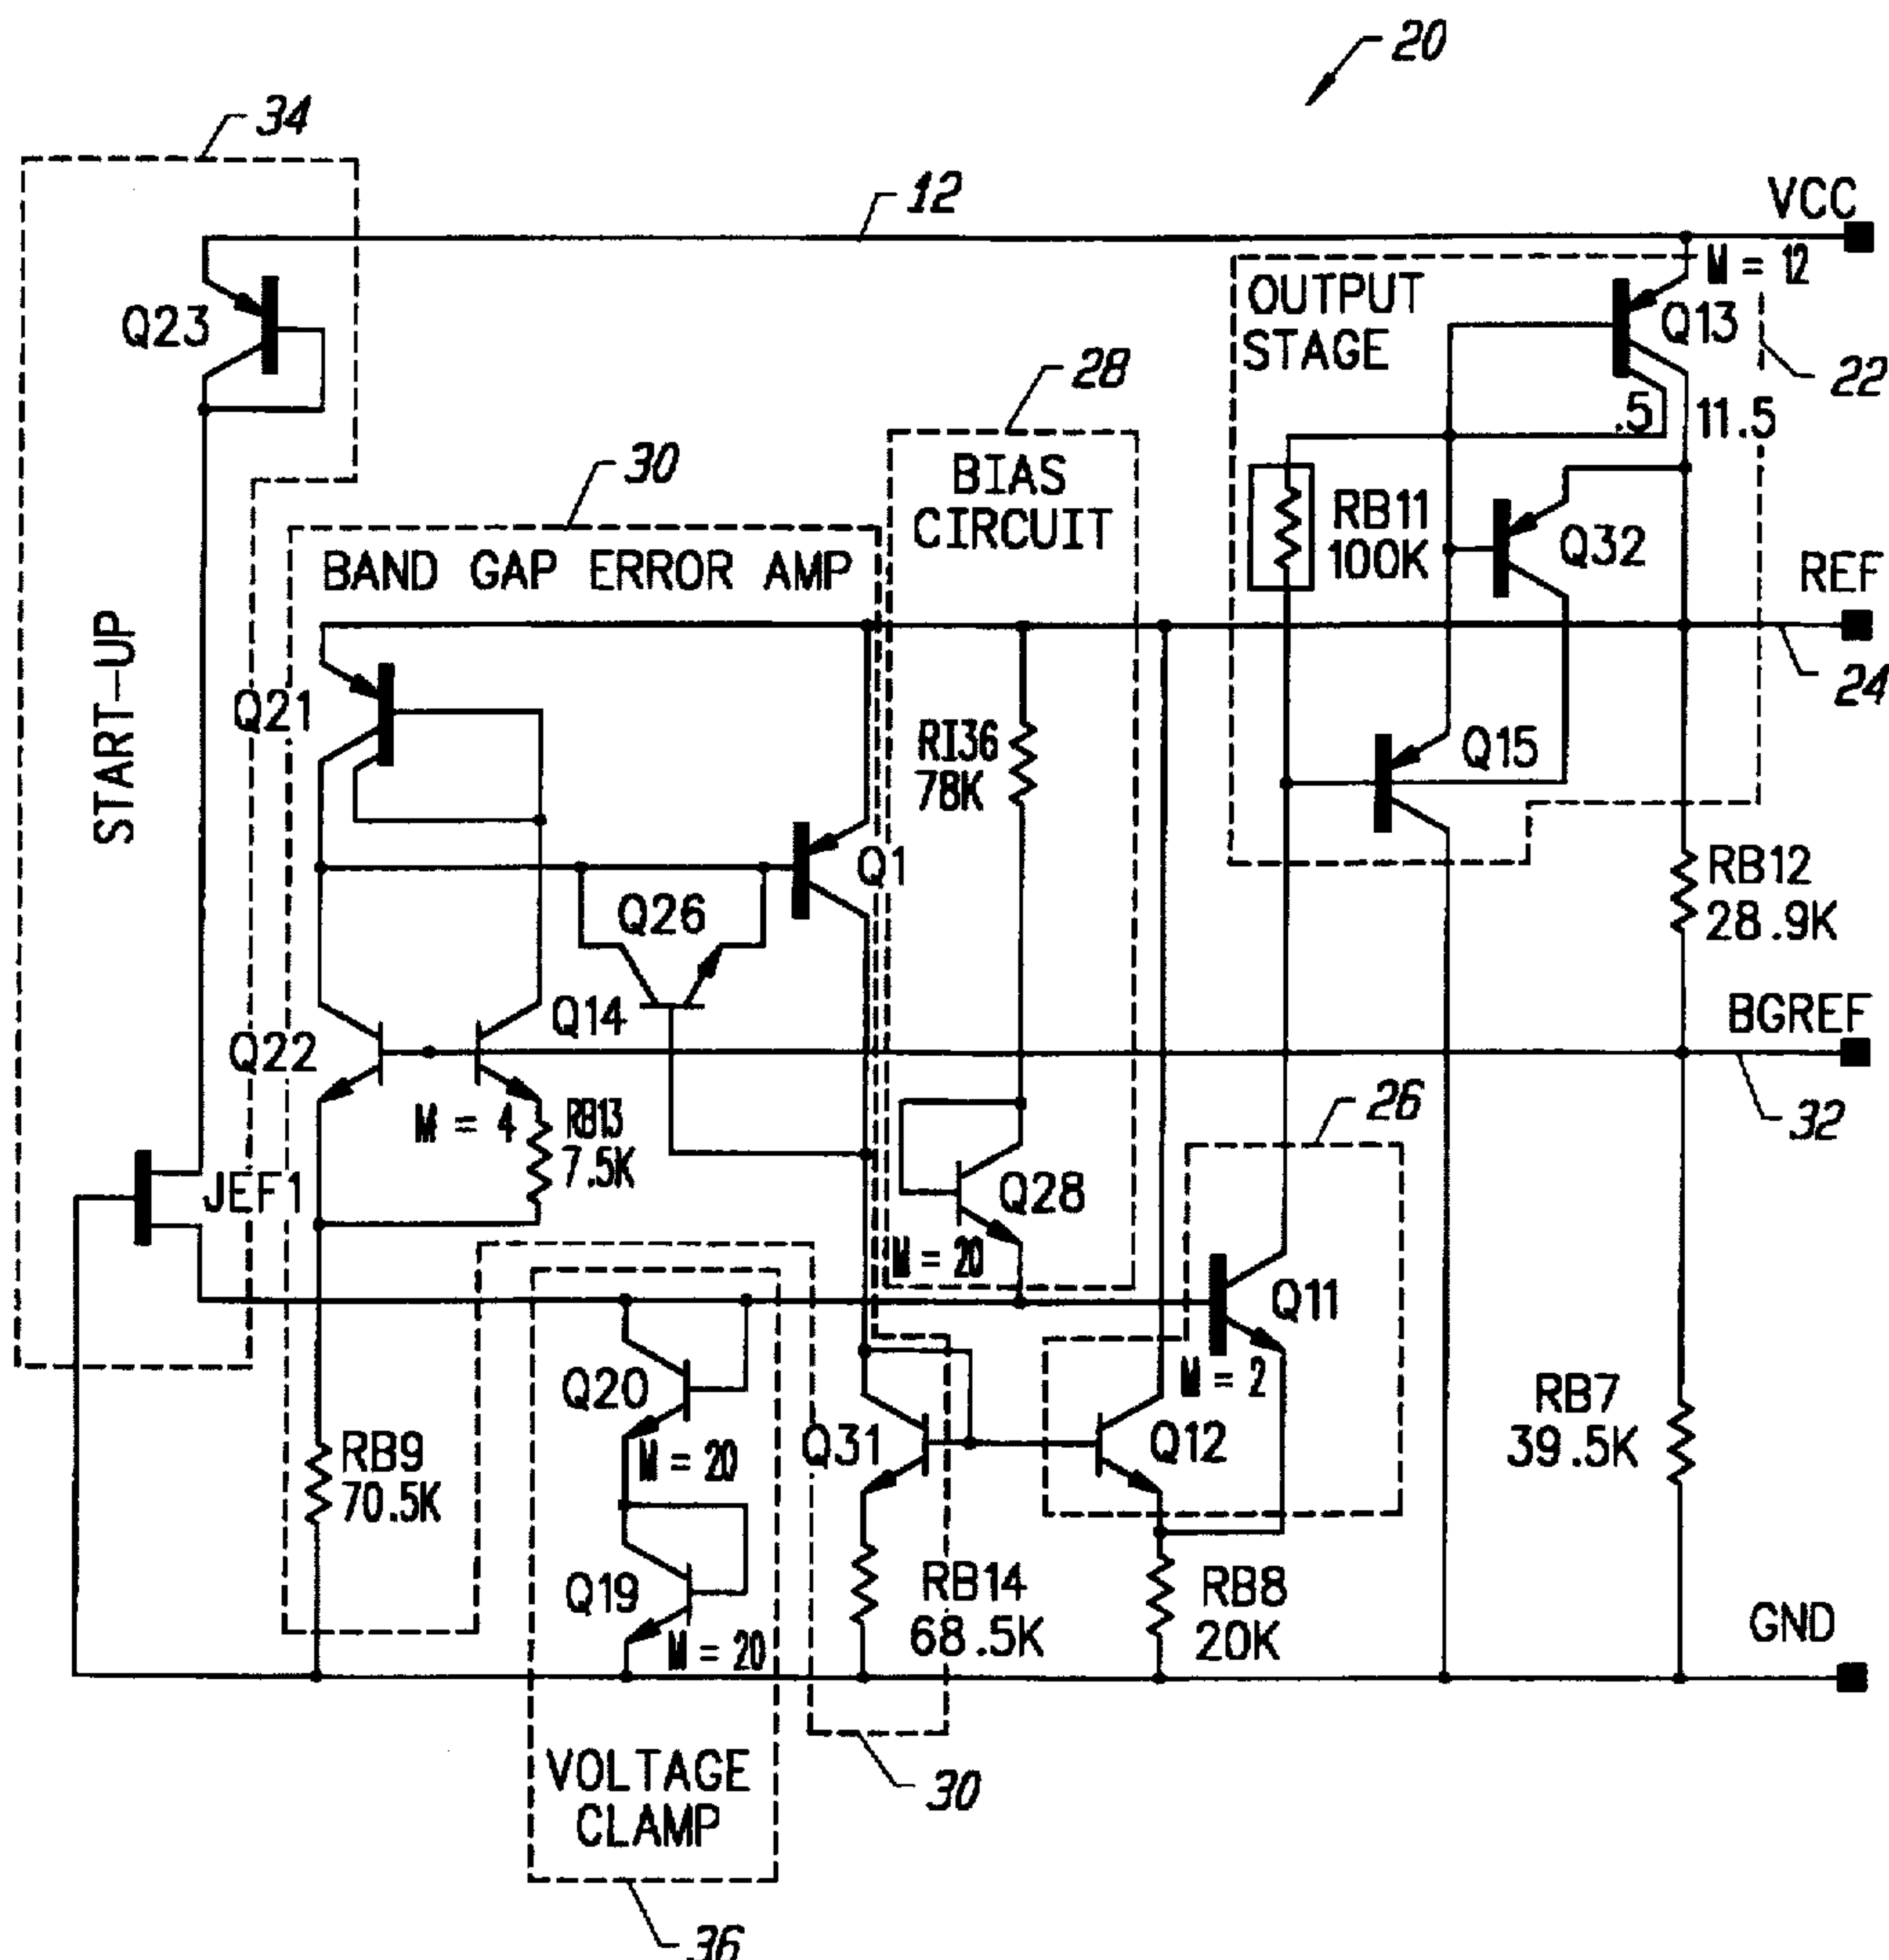 20
34
12
VCC
M = 12
OUTPUT
STAGE
Q13
Q23
22
28
.5
11.5
30
BIAS
CIRCUIT
RB11
100K
Q32
BAND GAP ERROR AMP
REF
START-UP
24
Q21
RI36
78K
Q15
Q1
RB12
28.9K
Q26
Q14
BGREF
Q22
M = 4
RB13
7.5K
26
32
JEF1
Q28
M = 20
Q11
Q20
M = 2
M = 20
Q31
Q12
RB7
39.5K
RB9
70.5K
Q19
RB14
68.5K
RB8
20K
M = 20
GND
VOLTAGE
CLAMP
30
36